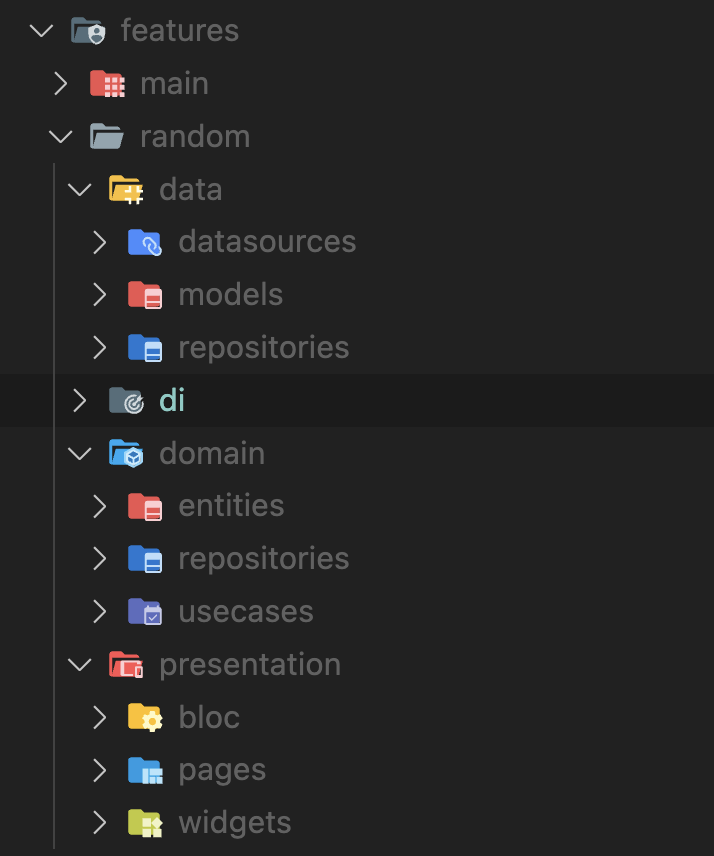 features
main
random
data
datasources
models
repositories
di
domain
entities
repositories
usecases
presentation
bloc
pages
widgets